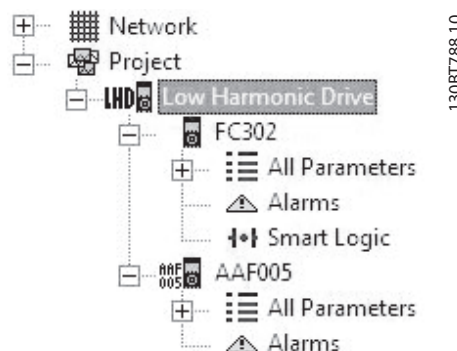 Network
Project
LHD Low Harmonic Drive
FC302
All Parameters
Alarms
Smart Logic
AAF 005 AAF005
All Parameters
Alarms
130BT788.10